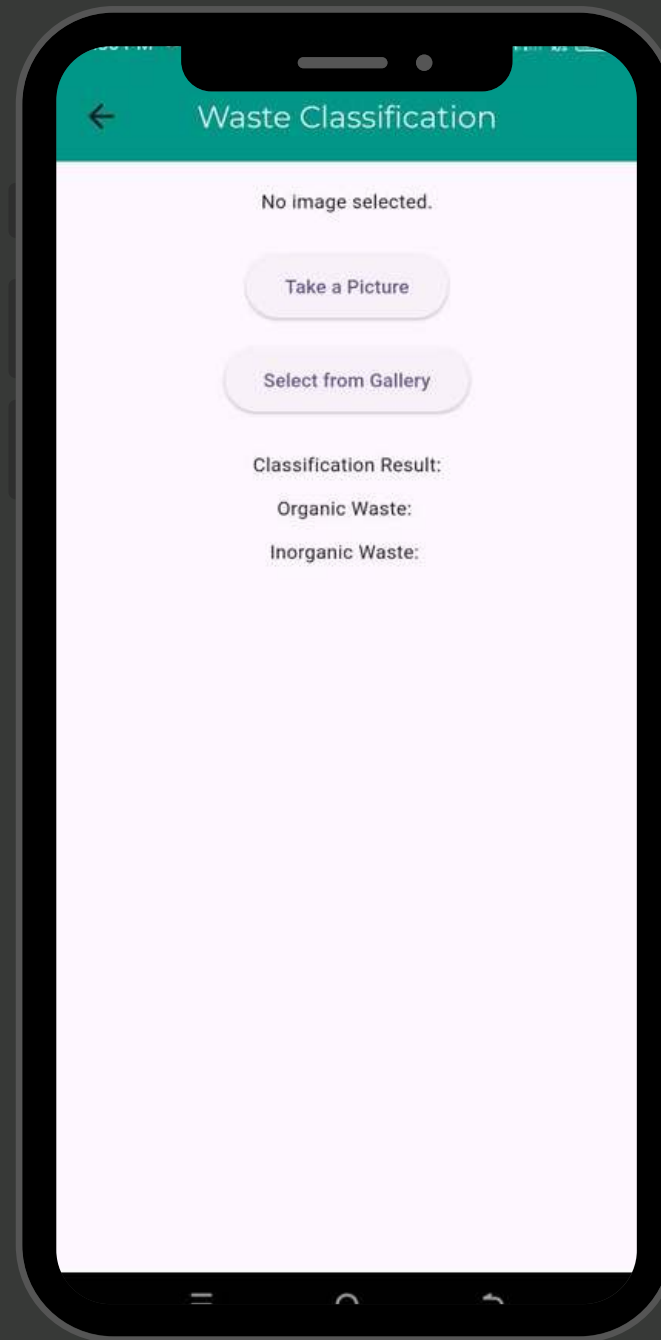 Waste Classification
No image selected.
Take a Picture
Select from Gallery
Classification Result:
Organic Waste:
Inorganic Waste: